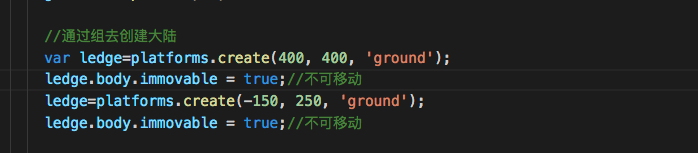 //通过组去创建大陆
var ledge=platforms.create(400, 400, 'ground');
ledge.body.immovable = true;//不可移动
ledge=platforms.create(-150, 250, 'ground');
ledge.body.immovable = true;//不可移动